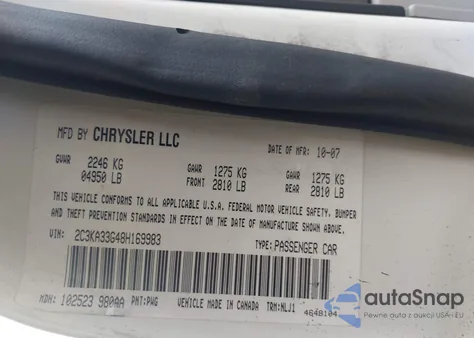 MFD BY CHRYSLER LLC DATE OF MFR: 10-07
GVWR 2246 KG GAWR 1275 KG GAWR 1275 KG
04950 LB FRONT 2810 LB REAR 2810 LB
THIS VEHICLE CONFORMS TO ALL APPLICABLE U.S.A. FEDERAL MOTOR VEHICLE SAFETY, BUMPER
AND THEFT PREVENTION STANDARDS IN EFFECT ON THE DATE OF MANUFACTURE SHOWN ABOVE.
VIN: 2C3KA33G48H169983 TYPE: PASSENGER CAR
MDH: 102523 980AA PNT: PWG VEHICLE MADE IN CANADA TRM: NLJ1 4648104
autoSnap
Pewne auta z aukcji USA i EU